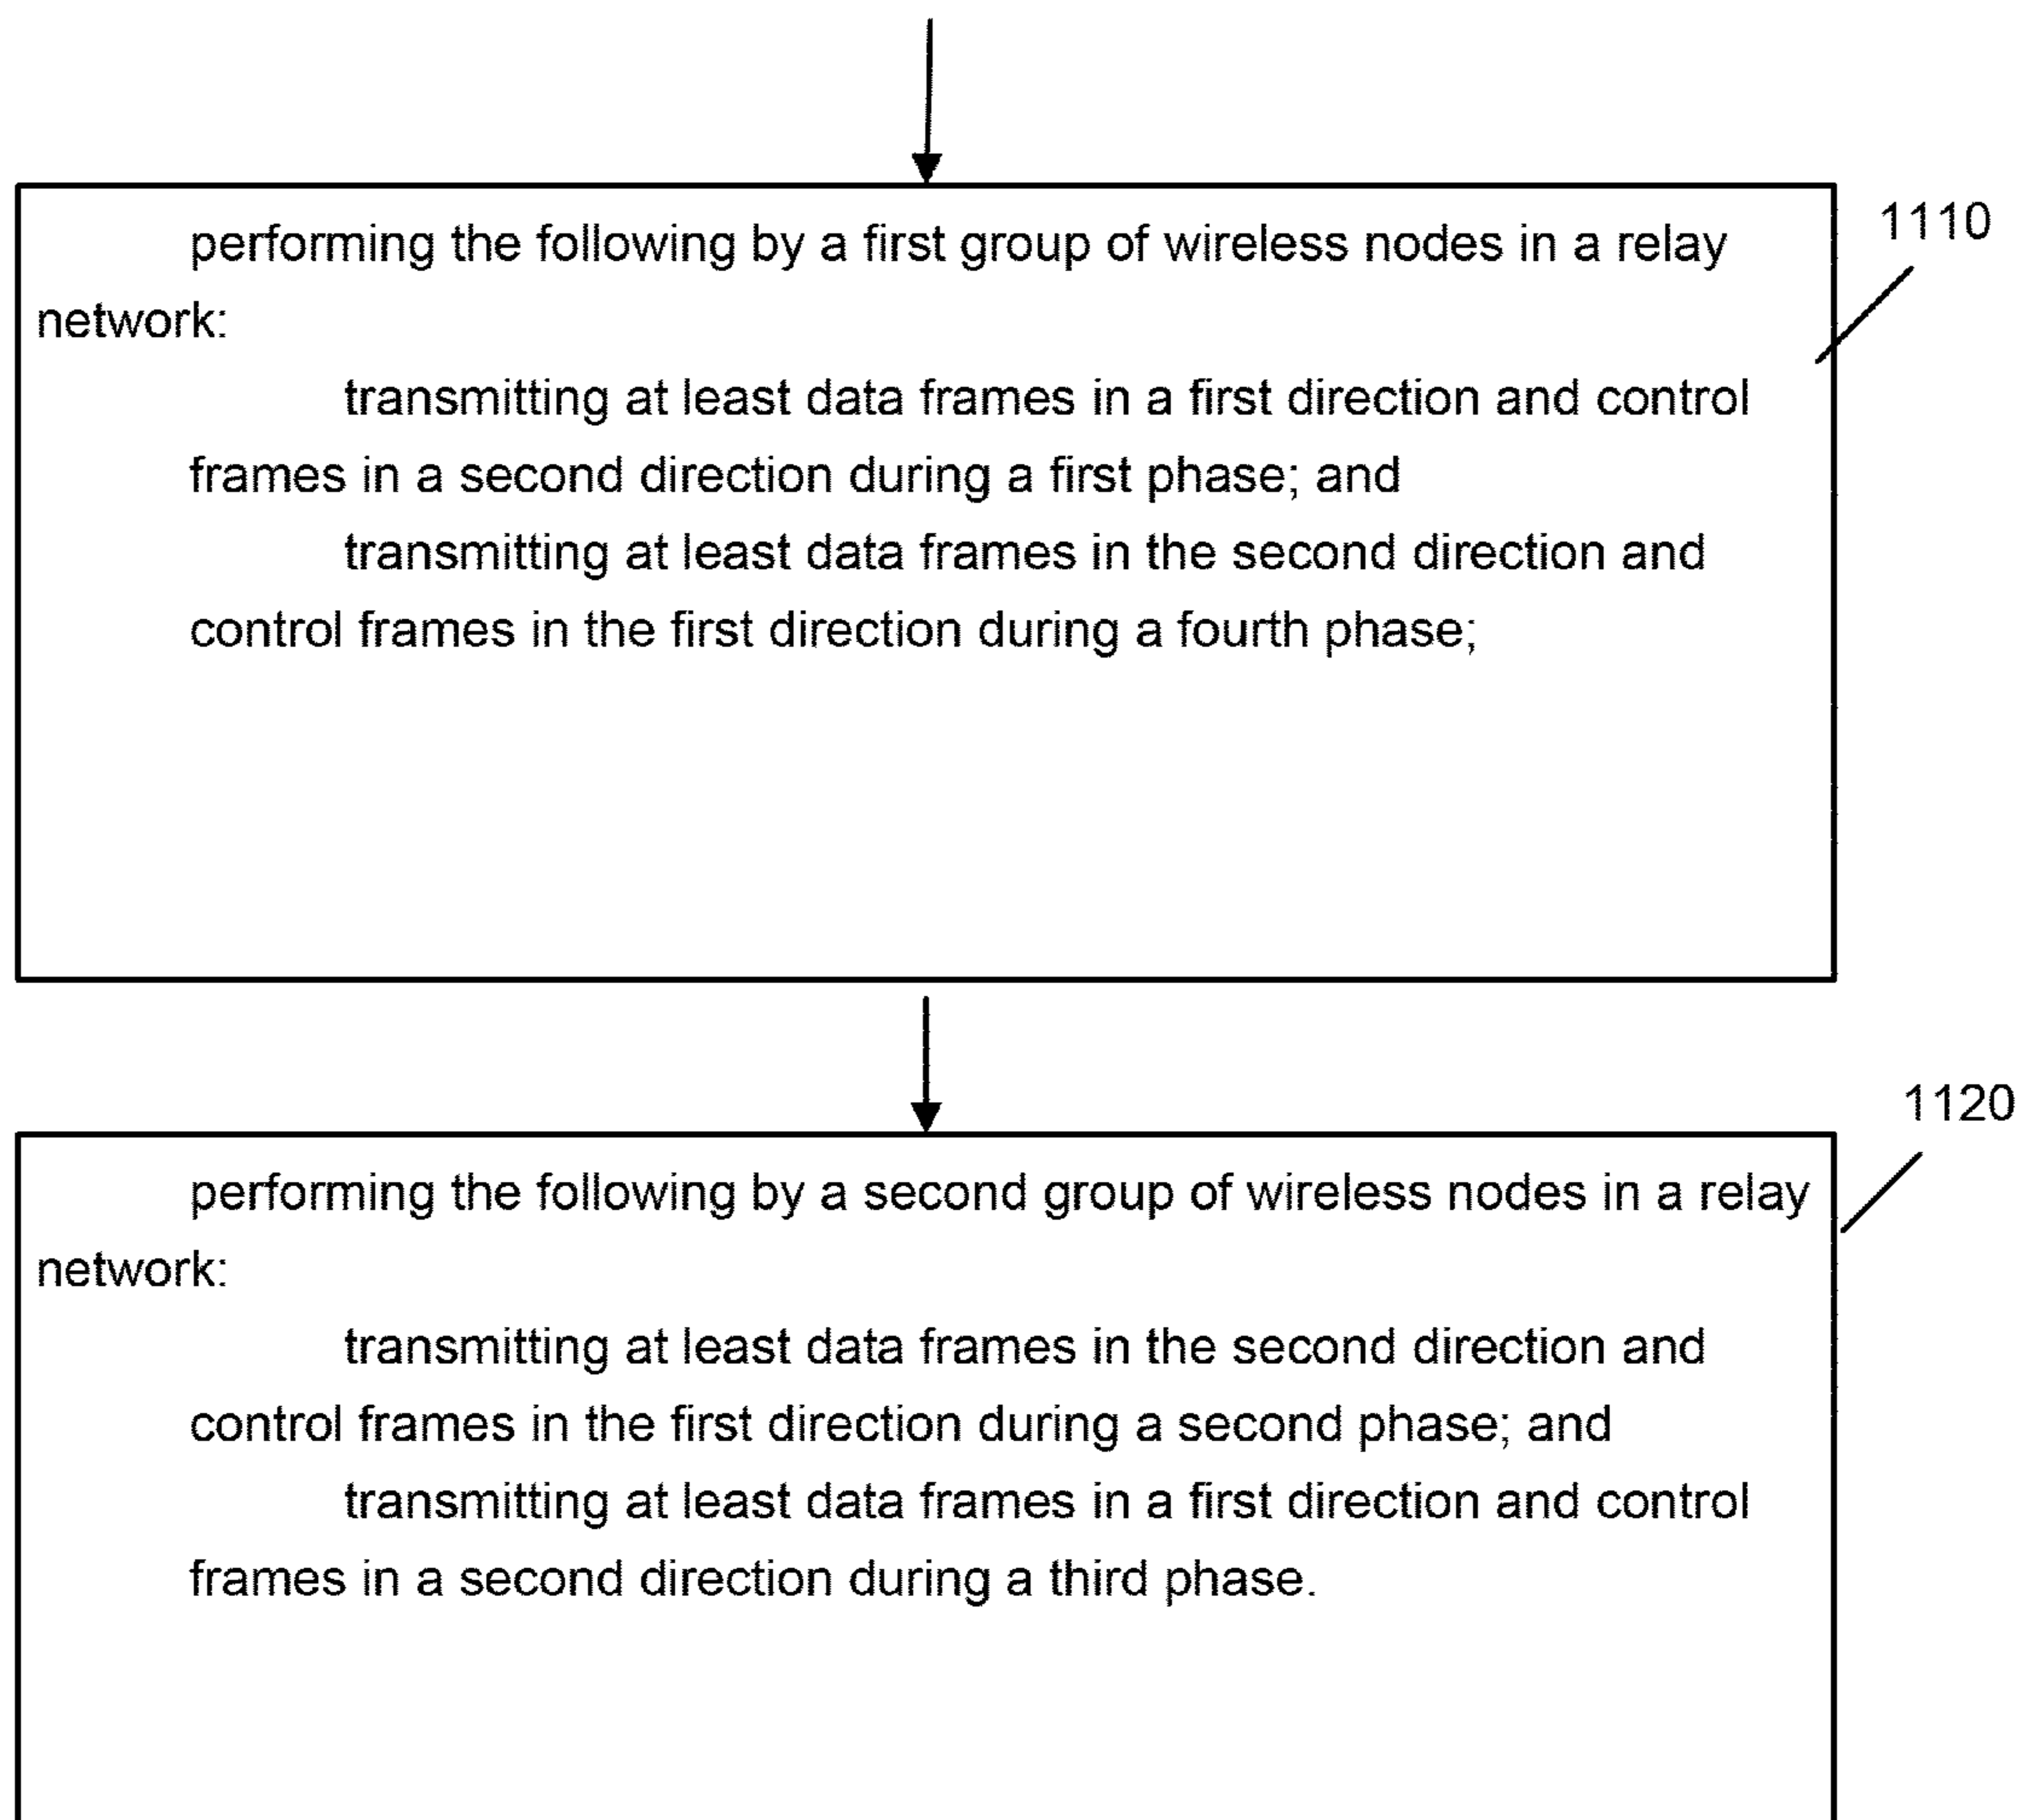 performing the following by a first group of wireless nodes in a relay
1110
network:
transmitting at least data frames in a first direction and control
frames in a second direction during a first phase; and
transmitting at least data frames in the second direction and
control frames in the first direction during a fourth phase;
1120
performing the following by a second group of wireless nodes in a relay
network:
transmitting at least data frames in the second direction and
control frames in the first direction during a second phase; and
transmitting at least data frames in a first direction and control
frames in a second direction during a third phase.